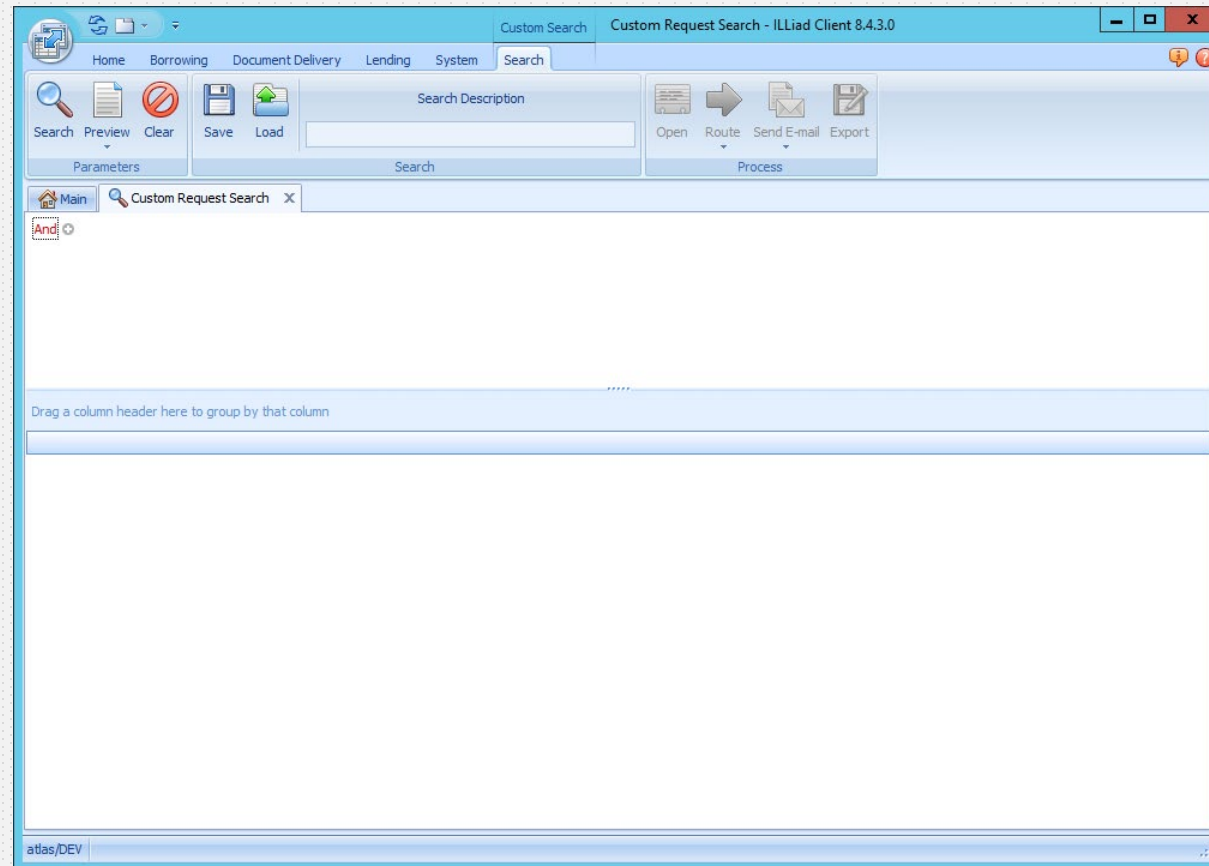 Custom Search
Custom Request Search - ILLiad Client 8.4.3.0
Home Borrowing Document Delivery Lending System Search
Search Preview Clear Save Load Search Description Open Route Send E-mail Export
Parameters Search Process
Main Custom Request Search X
And
Drag a column header here to group by that column
atlas/DEV